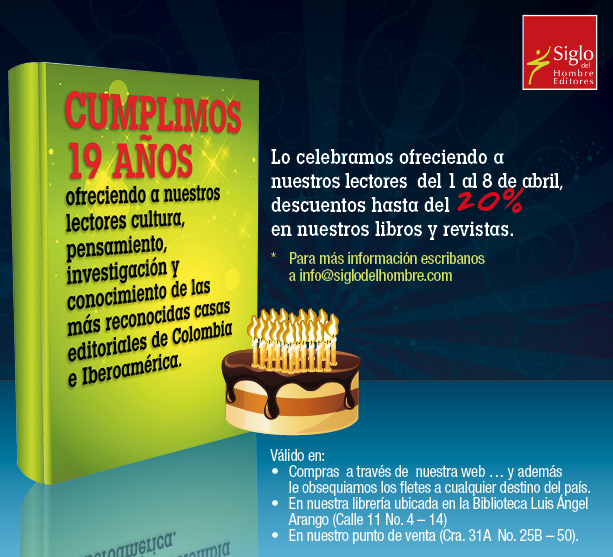 Siglo
del
Hombre
Editores
CUMPLIMOS
19 AÑOS
ofreciendo a nuestros
lectores cultura,
pensamiento,
investigación y
conocimiento de las
más reconocidas casas
editoriales de Colombia
e Iberoamérica.
Lo celebramos ofreciendo a
nuestros lectores del 1 al 8 de abril,
descuentos hasta del 20%
en nuestros libros y revistas.
* Para más información escribanos
a info@siglodelhombre.com
Válido en:
• Compras a través de nuestra web ... y además
le obsequiamos los fletes a cualquier destino del país.
• En nuestra librería ubicada en la Biblioteca Luis Ángel
Arango (Calle 11 No. 4 – 14)
• En nuestro punto de venta (Cra. 31A No. 25B – 50).